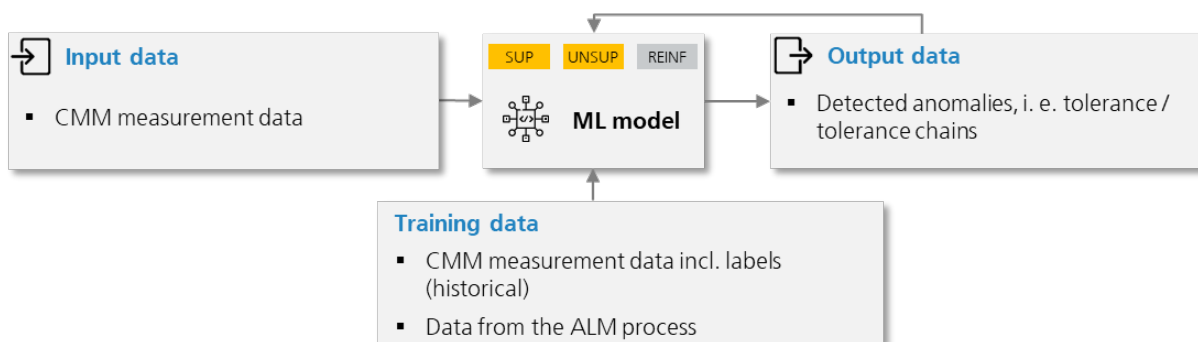 Input data
▪ CMM measurement data
SUP UNSUP REINF
</>
ML model
Output data
▪ Detected anomalies, i. e. tolerance /
tolerance chains
Training data
▪ CMM measurement data incl. labels
(historical)
▪ Data from the ALM process